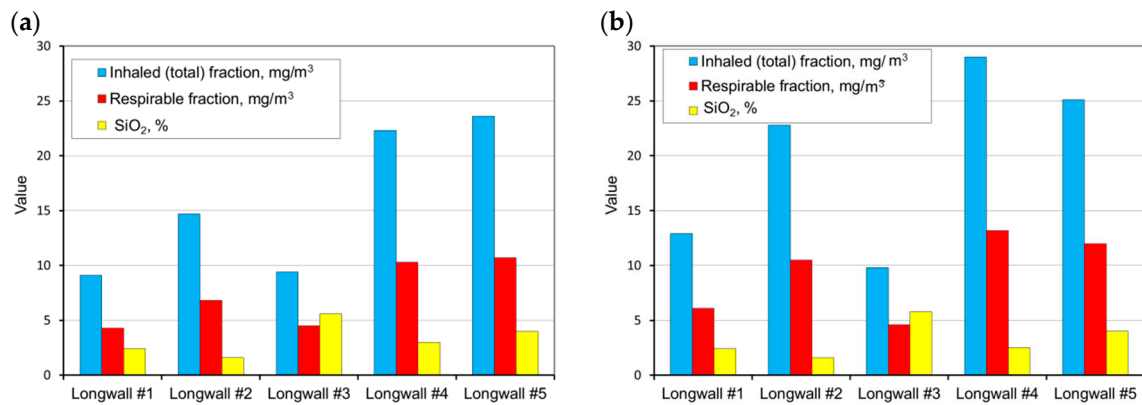 (a)
30
25
20
15
10
5
0
Value
Inhaled (total) fraction, mg/m³
Respirable fraction, mg/m³
SiO₂, %
Longwall #1 Longwall #2 Longwall #3 Longwall #4 Longwall #5
(b)
30
25
20
15
10
5
0
Value
Inhaled (total) fraction, mg/ m³
Respirable fraction, mg/m³
SiO₂, %
Longwall #1 Longwall #2 Longwall #3 Longwall #4 Longwall #5